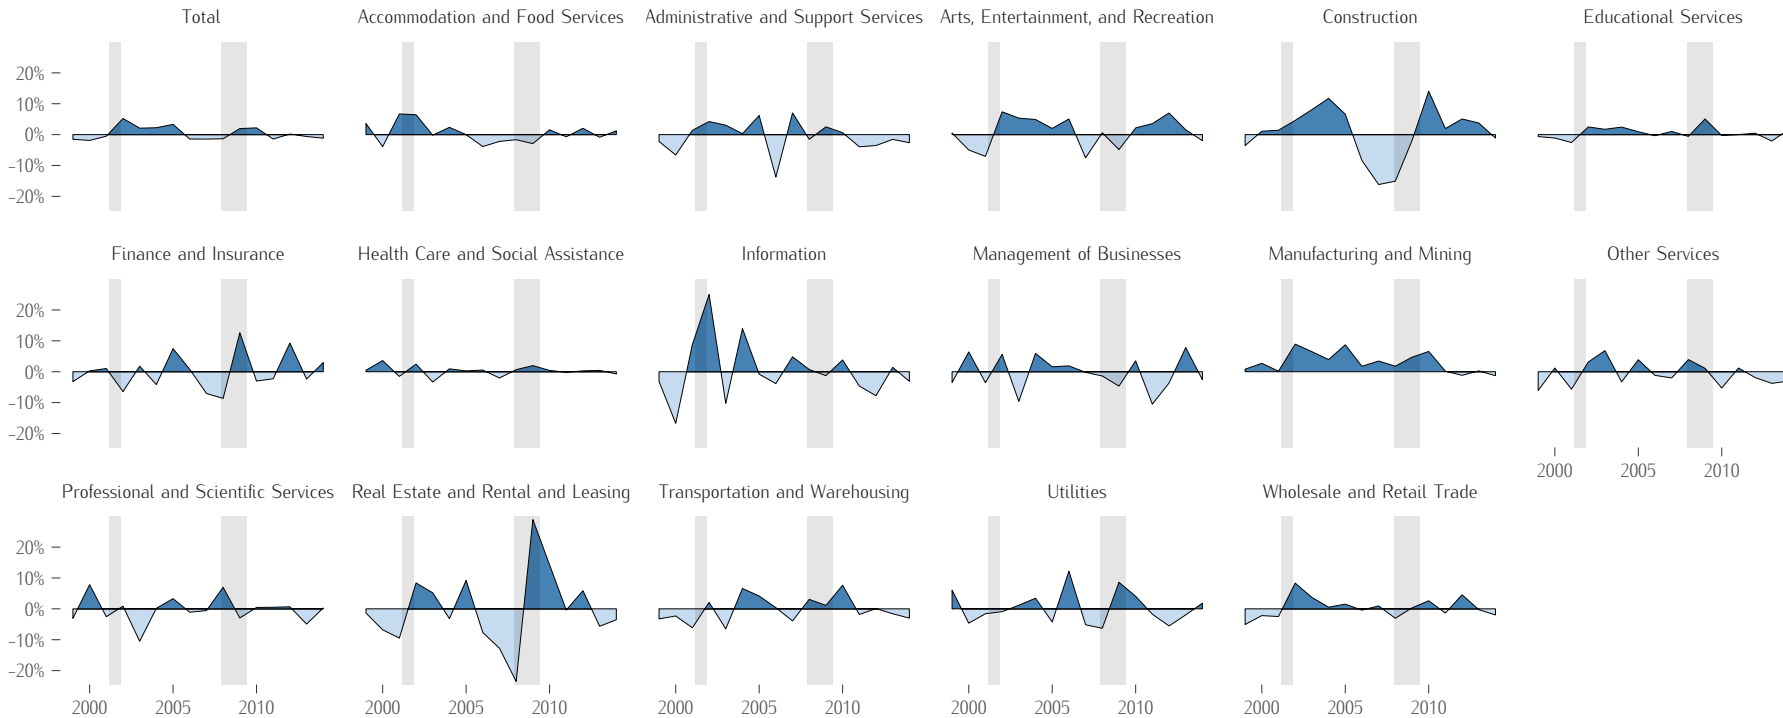 Total
Accommodation and Food Services
Administrative and Support Services
Arts, Entertainment, and Recreation
Construction
Educational Services
20%
10%
0%
−10%
−20%
Finance and Insurance
Health Care and Social Assistance
Information
Management of Businesses
Manufacturing and Mining
Other Services
20%
10%
0%
−10%
−20%
2000 2005 2010
Professional and Scientific Services
Real Estate and Rental and Leasing
Transportation and Warehousing
Utilities
Wholesale and Retail Trade
20%
10%
0%
−10%
−20%
2000 2005 2010
2000 2005 2010
2000 2005 2010
2000 2005 2010
2000 2005 2010